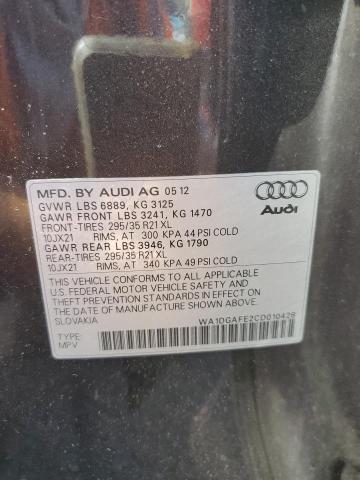 MFD. BY AUDI AG 05 12
GVWR LBS 6889, KG 3125
GAWR FRONT LBS 3241, KG 1470
FRONT-TIRES 295/35 R21 XL
10JX21 RIMS, AT 300 KPA 44 PSI COLD
GAWR REAR LBS 3946, KG 1790
REAR-TIRES 295/35 R21 XL
10JX21 RIMS, AT 340 KPA 49 PSI COLD
THIS VEHICLE CONFORMS TO ALL APPLICABLE
U.S. FEDERAL MOTOR VEHICLE SAFETY AND
THEFT PREVENTION STANDARDS IN EFFECT ON
THE DATE OF MANUFACTURE SHOWN ABOVE.
SLOVAKIA
TYPE: WA1DGAFE2CD010428
MPV
Audi